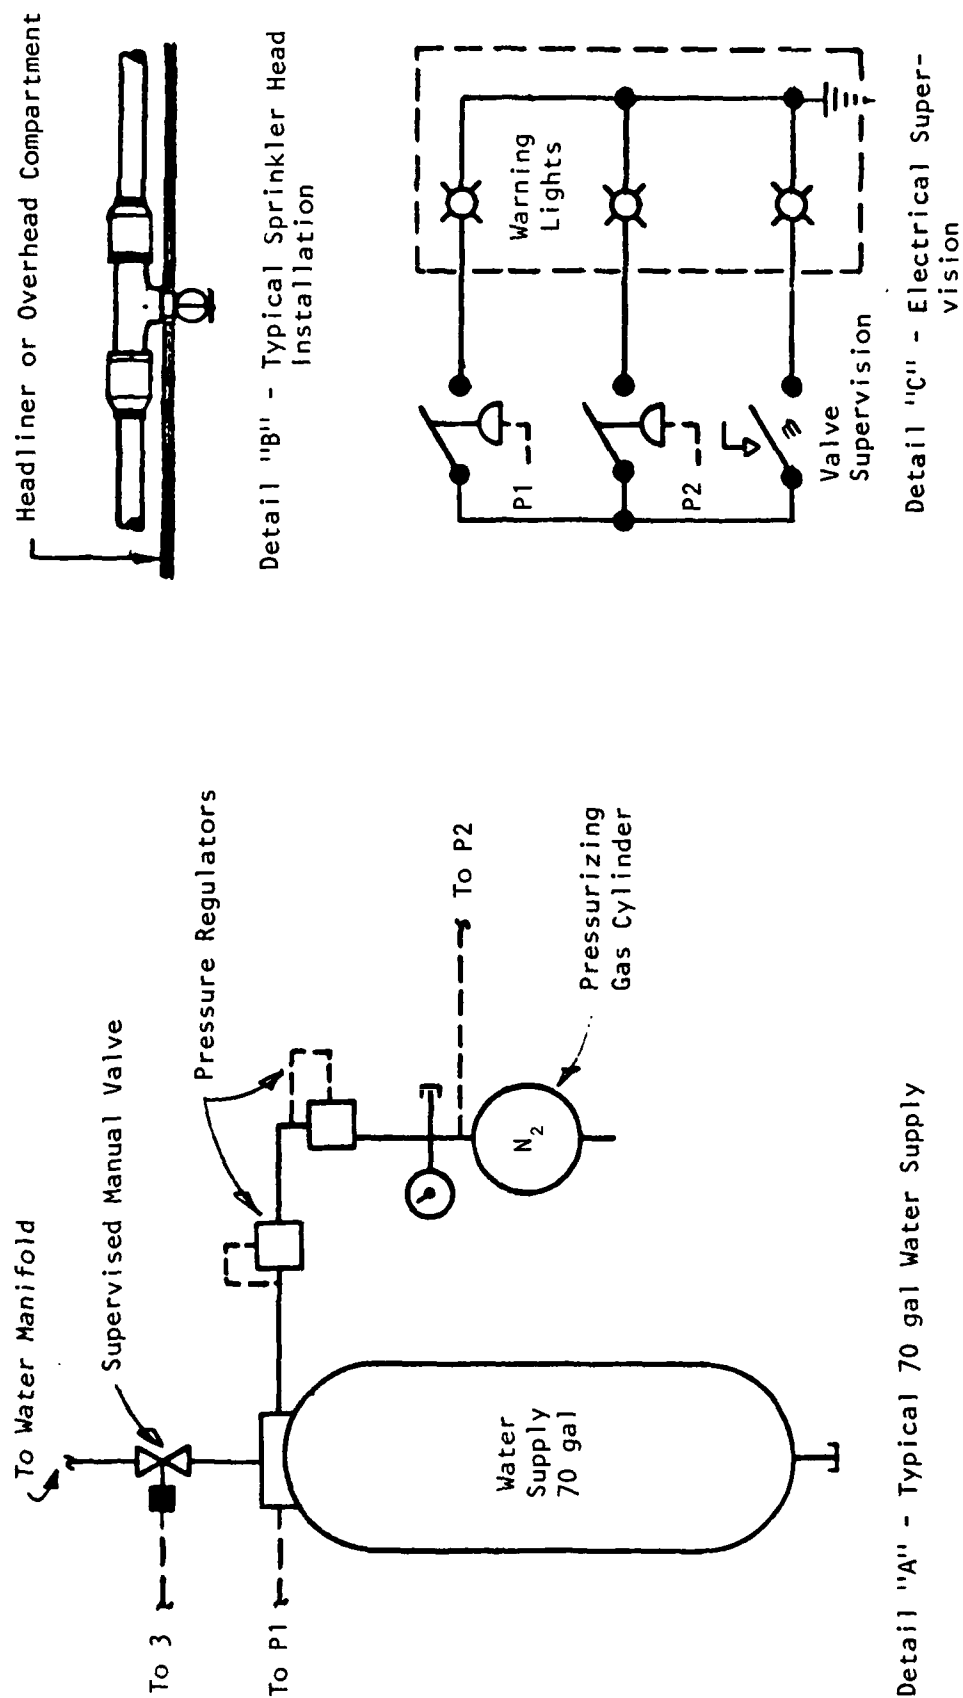 To Water Manifold
Supervised Manual Valve
Pressure Regulators
To 3
To P1
To P2
N2
Pressurizing
Gas Cylinder
Water
Supply
70 gal
Detail "A" - Typical 70 gal Water Supply
Headliner or Overhead Compartment
Detail "B" - Typical Sprinkler Head
Installation
P1
P2
3
Warning
Lights
Valve
Supervision
Detail "C" - Electrical Super-
vision